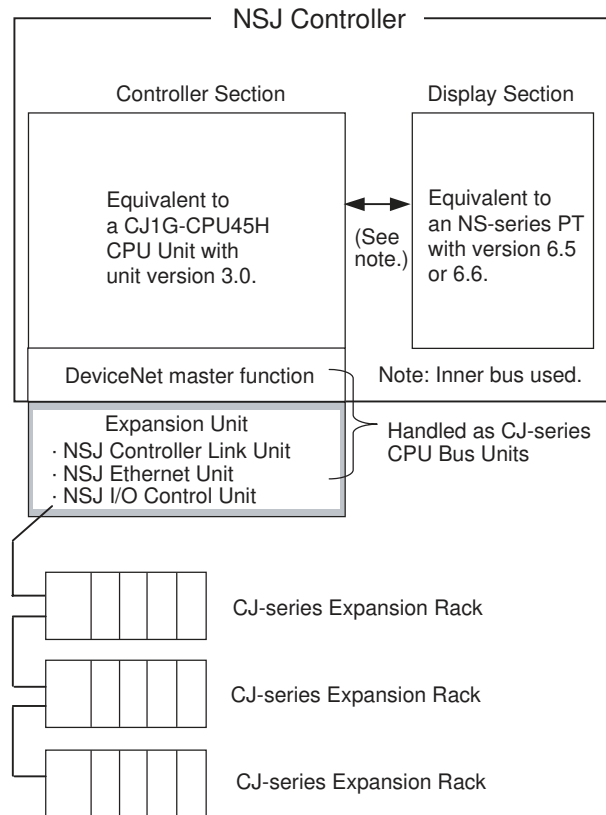 NSJ Controller
Controller Section
Display Section
Equivalent to
a CJ1G-CPU45H
CPU Unit with
unit version 3.0.
(See
note.)
Equivalent to
an NS-series PT
with version 6.5
or 6.6.
DeviceNet master function
Note: Inner bus used.
Expansion Unit
· NSJ Controller Link Unit
· NSJ Ethernet Unit
· NSJ I/O Control Unit
Handled as CJ-series
CPU Bus Units
CJ-series Expansion Rack
CJ-series Expansion Rack
CJ-series Expansion Rack